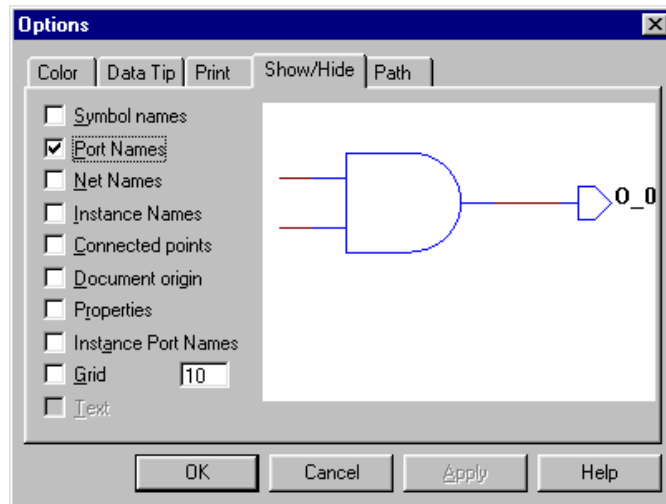 Options
Color Data Tip Print Show/Hide Path
Symbol names
Port Names
Net Names
Instance Names
Connected points
Document origin
Properties
Instance Port Names
Grid 10
Text
O_0
OK Cancel Apply Help